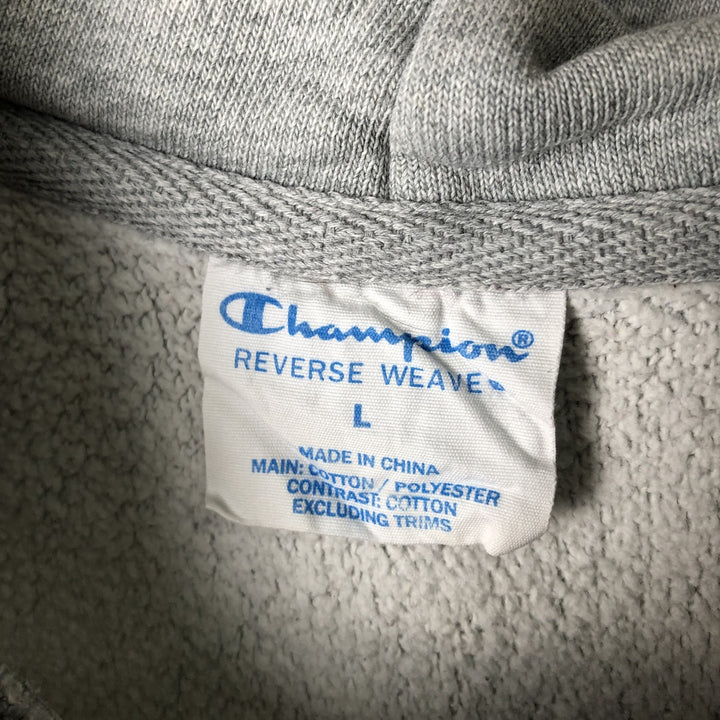 Champion®
REVERSE WEAVE
L
MADE IN CHINA
MAIN: COTTON / POLYESTER
CONTRAST: COTTON
EXCLUDING TRIMS